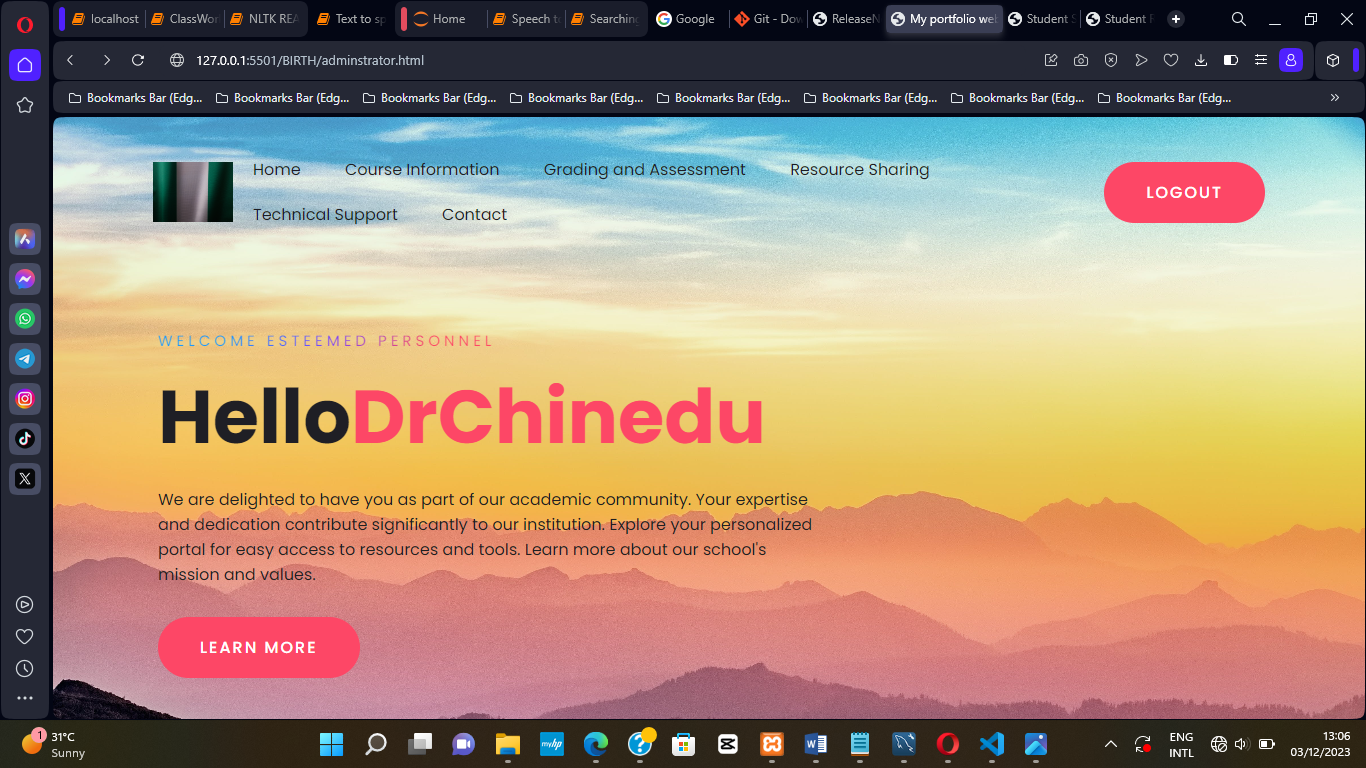 localhost
ClassWor
NLTK REA
Text to sp
Home
Speech t
Searching
Google
Git - Dow
ReleaseN
My portfolio web
Student S
Student R
127.0.0.1:5501/BIRTH/adminstrator.html
Bookmarks Bar (Edg... Bookmarks Bar (Edg... Bookmarks Bar (Edg... Bookmarks Bar (Edg... Bookmarks Bar (Edg... Bookmarks Bar (Edg... Bookmarks Bar (Edg... Bookmarks Bar (Edg...
Home Course Information Grading and Assessment Resource Sharing
Technical Support Contact
LOGOUT
WELCOME ESTEEMED PERSONNEL
HelloDrChinedu
We are delighted to have you as part of our academic community. Your expertise
and dedication contribute significantly to our institution. Explore your personalized
portal for easy access to resources and tools. Learn more about our school's
mission and values.
LEARN MORE
1
31°C
Sunny
myhp
ENG
INTL
13:06
03/12/2023